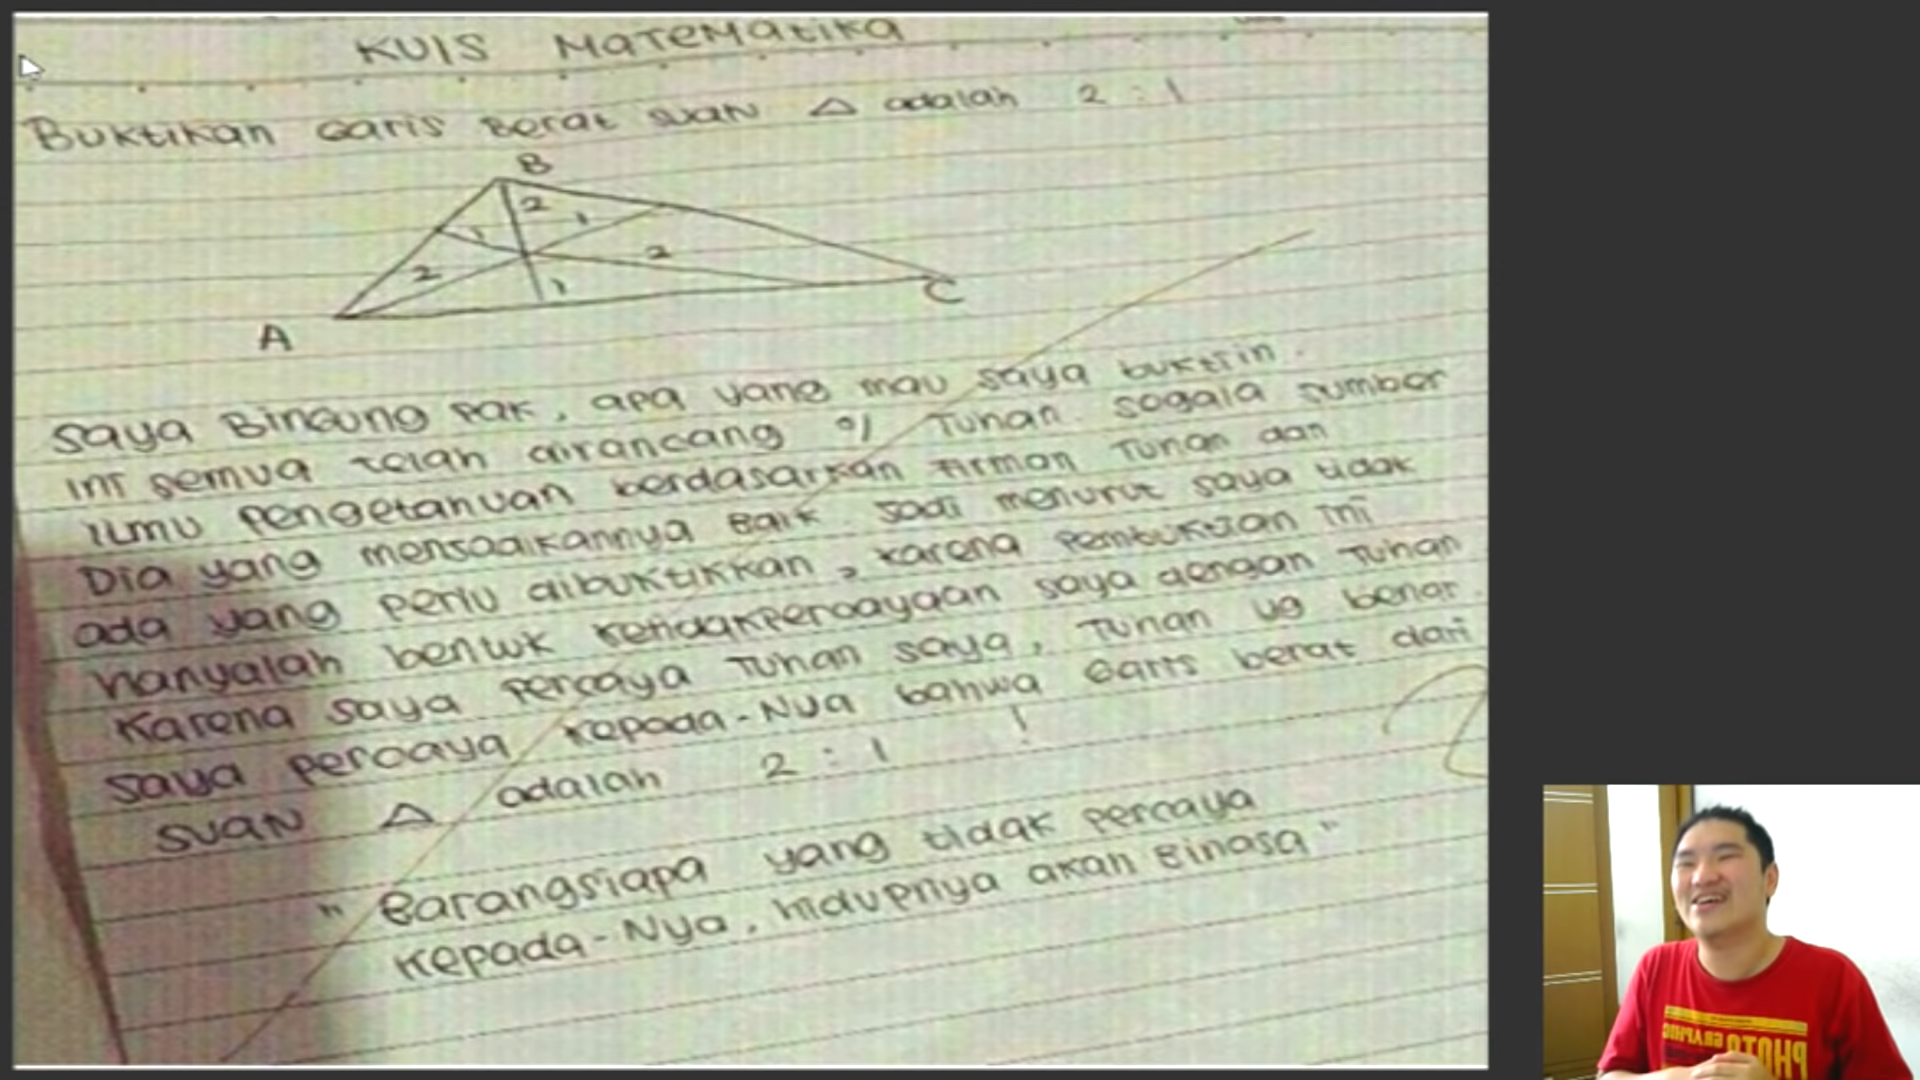 KUIS MATEMATIKA
Buktikan Garis Berat suatu △ adalah 2 : 1
B
2
1
1
2
2
1
A
C
Saya Bingung pak, apa yang mau saya buktiin.
ini semua telah dirancang o/ Tuhan. Segala sumber
ilmu pengetahuan berdasarkan Firman Tuhan dan
Dia yang menjadikannya Baik. Jadi menurut saya tidak
ada yang perlu dibuktikkan, karena pembuktian ini
hanyalah bentuk ketidakpercayaan saya dengan Tuhan
Karena saya percaya Tuhan saya, Tuhan yg benar.
saya percaya kepada-Nya bahwa Garis berat dari
suatu △ adalah 2 : 1 !
" Barangsiapa yang tidak percaya
kepada-Nya, hidupnya akan Binasa "
PHOTOGRAPHIC